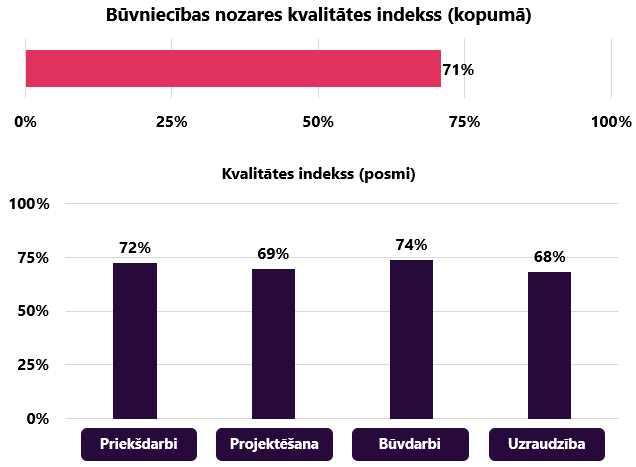 Būvniecības nozares kvalitātes indekss (kopumā)
71%
0% 25% 50% 75% 100%
Kvalitātes indekss (posmi)
100%
75%
50%
25%
0%
72% 69% 74% 68%
Priekšdarbi Projektēšana Būvdarbi Uzraudzība